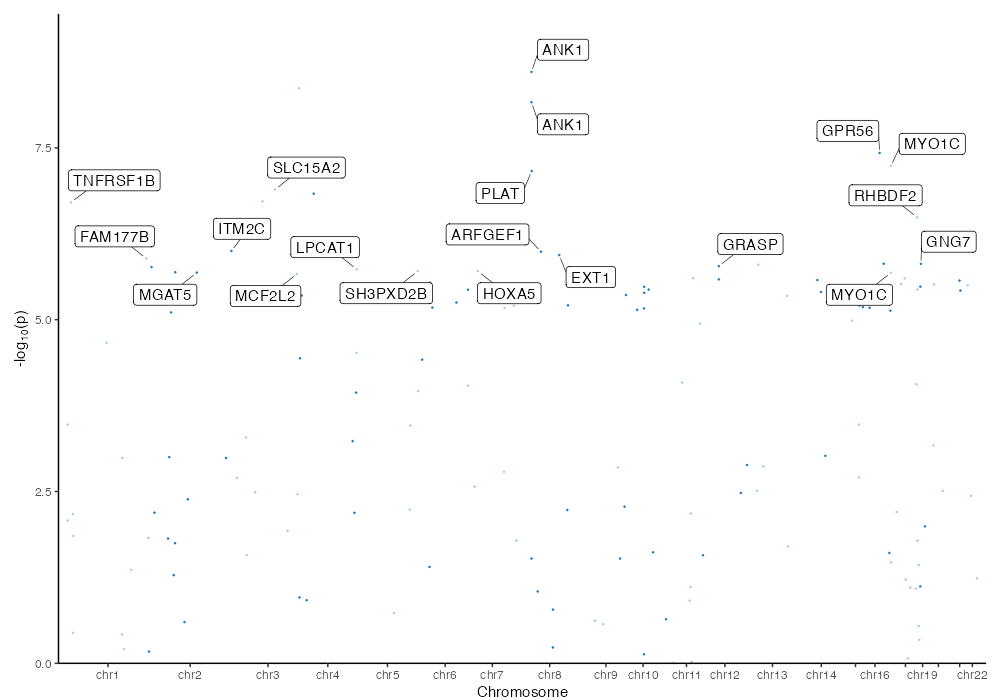 ANK1
ANK1
GPR56
MYO1C
7.5
SLC15A2
TNFRSF1B
PLAT
RHBDF2
ITM2C
FAM177B
LPCAT1
ARFGEF1
GRASP
GNG7
EXT1
MGAT5
MCF2L2
SH3PXD2B
HOXA5
MYO1C
5.0
-log10(p)
2.5
0.0
chr1 chr2 chr3 chr4 chr5 chr6 chr7 chr8 chr9 chr10 chr11 chr12 chr13 chr14 chr16 chr19 chr22
Chromosome